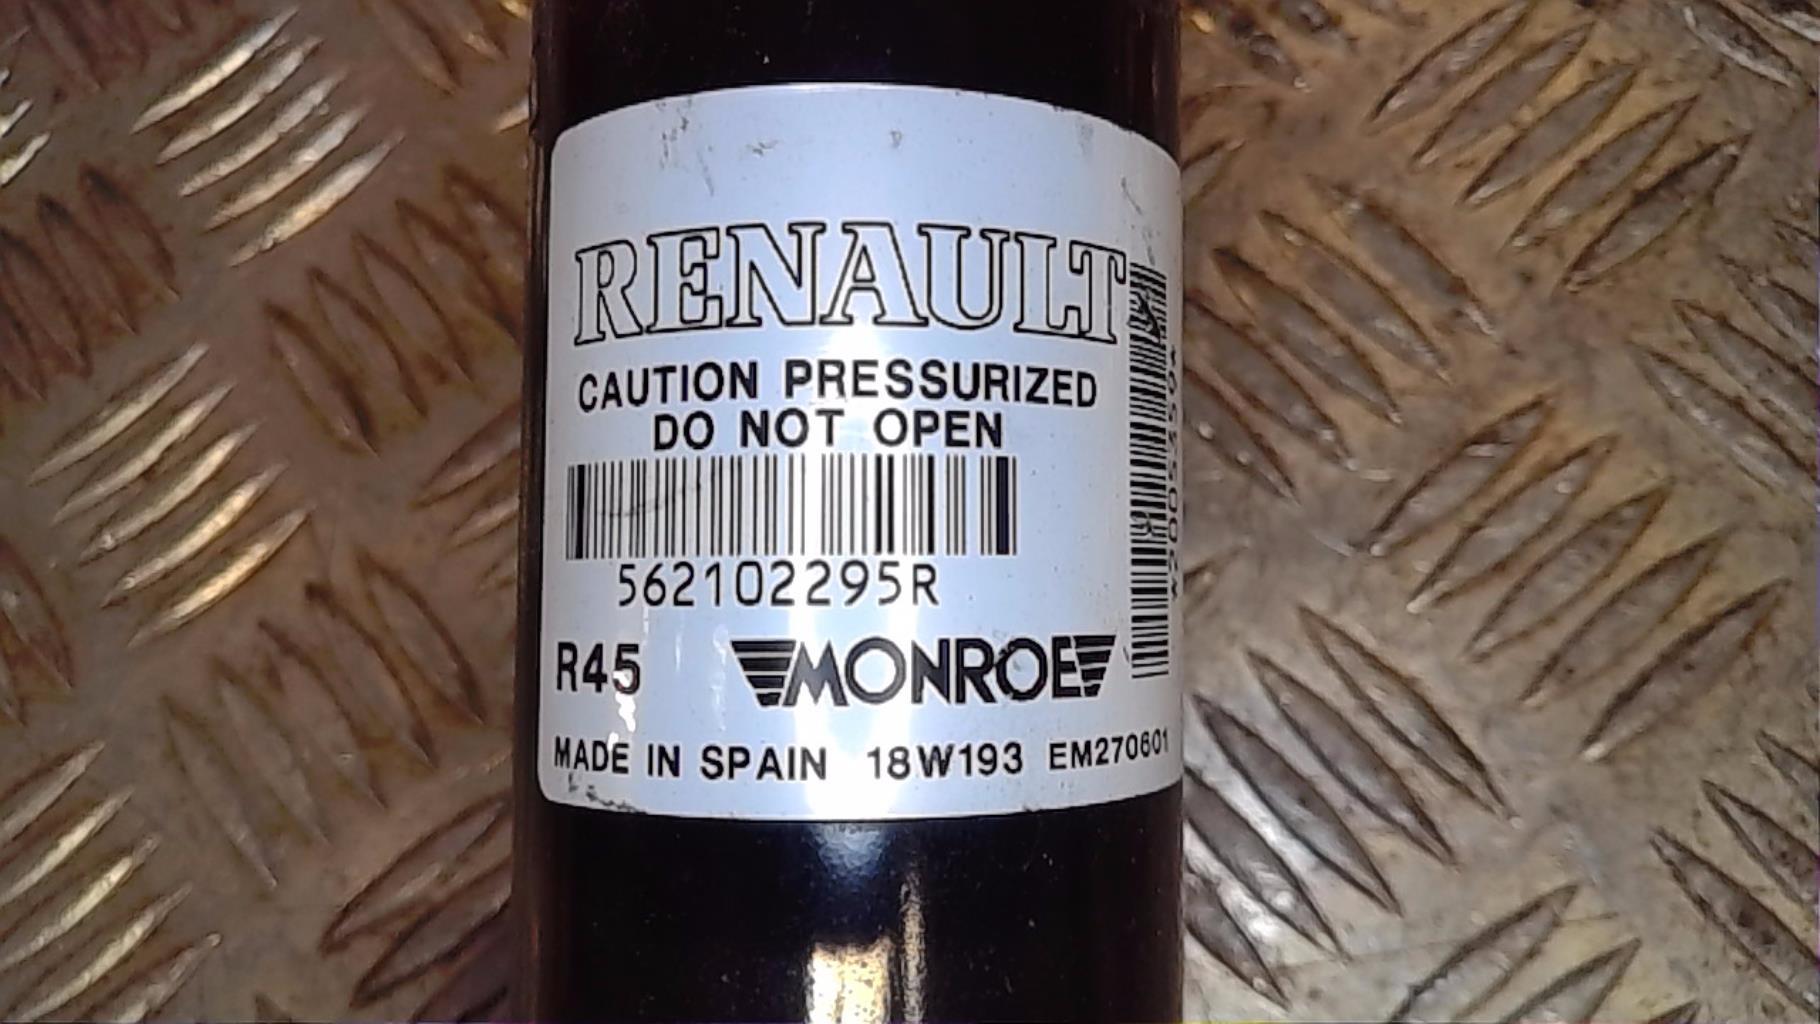 RENAULT
CAUTION PRESSURIZED
DO NOT OPEN
562102295R
R45
MONROE
MADE IN SPAIN 18W193 EM270601